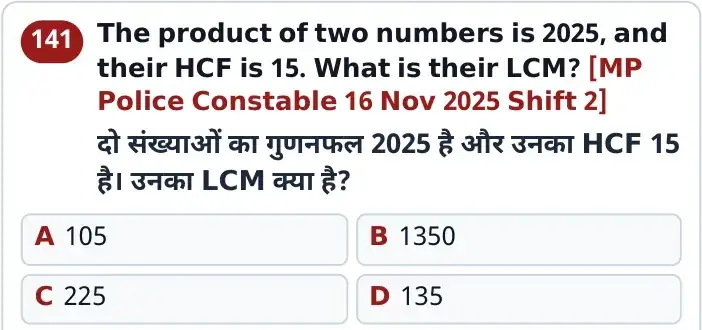 141 The product of two numbers is 2025, and
their HCF is 15. What is their LCM? [MP
Police Constable 16 Nov 2025 Shift 2]
दो संख्याओं का गुणनफल 2025 है और उनका HCF 15
है। उनका LCM क्या है?
A 105
B 1350
C 225
D 135